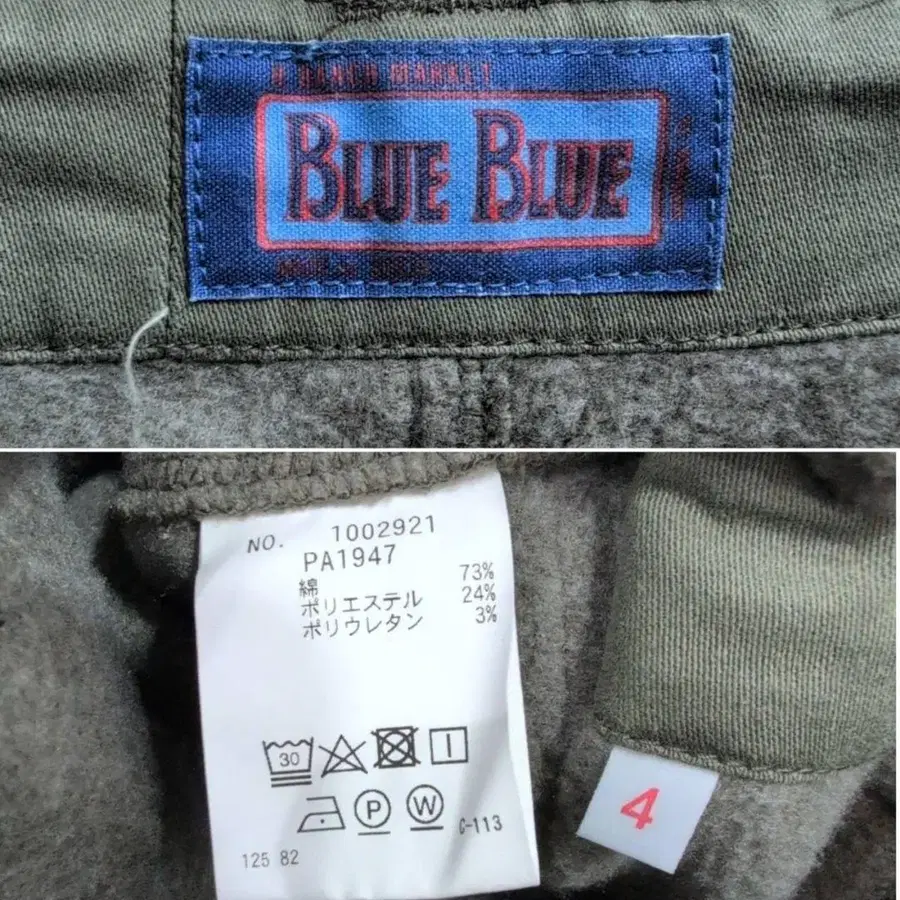 BLUE BLUE
NO. 1002921
PA1947
綿 73%
ポリエステル 24%
ポリウレタン 3%
30
P W
C-113
125 82
4